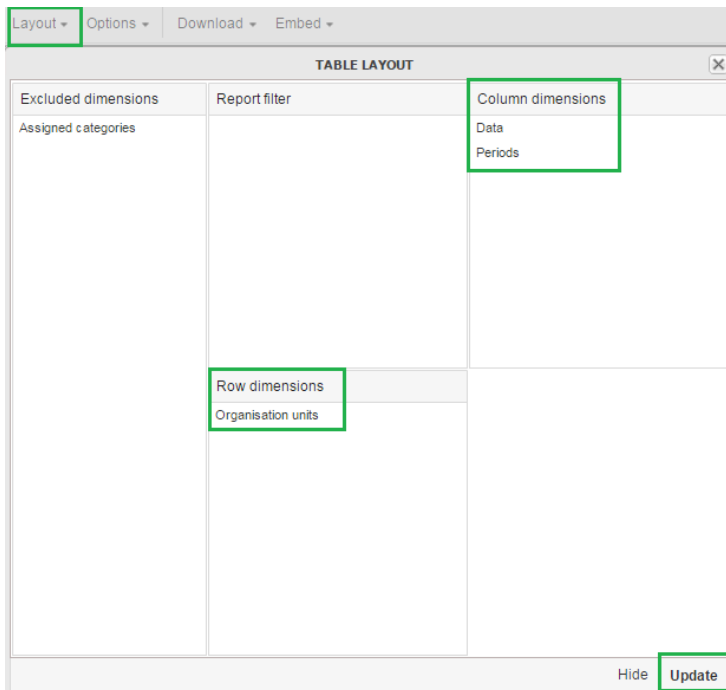 Layout Options Download Embed
TABLE LAYOUT
Excluded dimensions Report filter Column dimensions
Assigned categories Data
Periods
Row dimensions
Organisation units
Hide Update